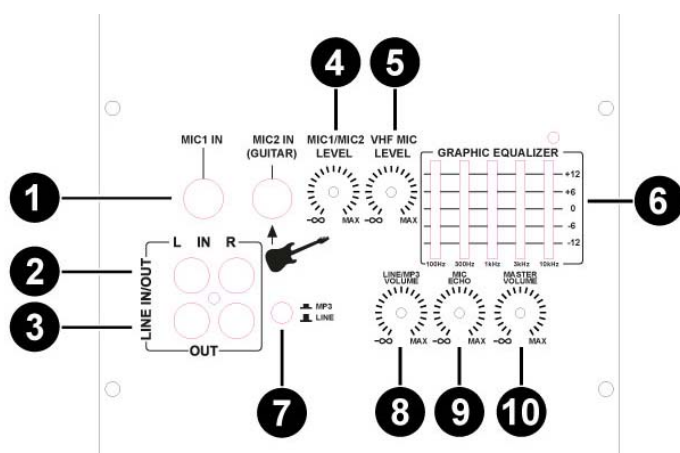 4
5
MIC1 IN
MIC2 IN
(GUITAR)
MIC1/MIC2
LEVEL
VHF MIC
LEVEL
-∞
MAX
-∞
MAX
GRAPHIC EQUALIZER
+12
+6
0
-6
-12
100Hz
300Hz
1kHz
3kHz
10kHz
1
6
2
3
LINE IN/OUT
L IN R
OUT
MP3
LINE
7
LINE/MP3
VOLUME
MIC
ECHO
MASTER
VOLUME
-∞
MAX
-∞
MAX
-∞
MAX
8
9
10